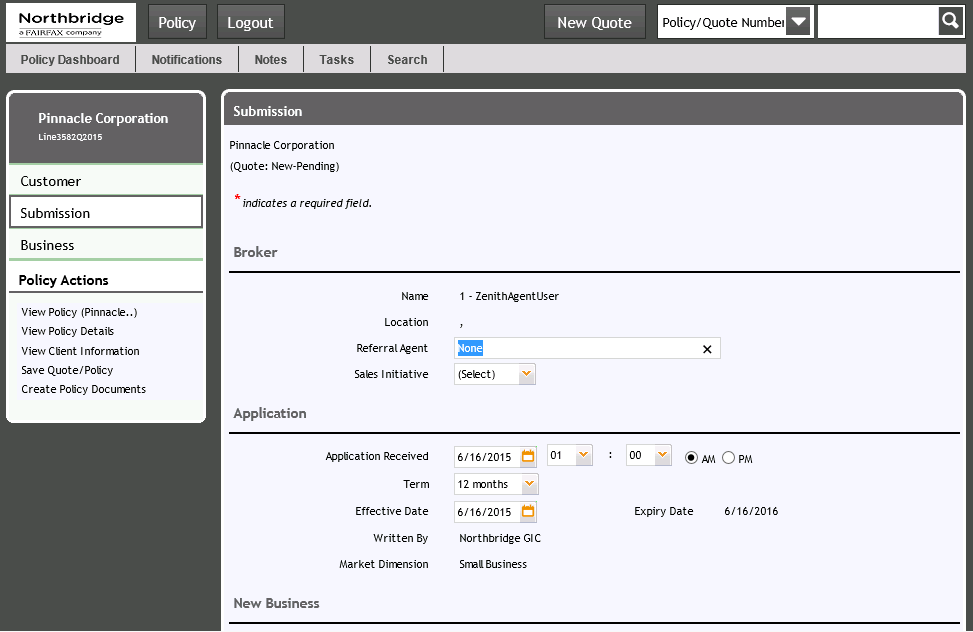 Northbridge
a FAIRFAX company
Policy
Logout
New Quote
Policy/Quote Number
Policy Dashboard
Notifications
Notes
Tasks
Search
Pinnacle Corporation
Line3582Q2015
Customer
Submission
Business
Policy Actions
View Policy (Pinnacle..)
View Policy Details
View Client Information
Save Quote/Policy
Create Policy Documents
Submission
Pinnacle Corporation
(Quote: New-Pending)
* indicates a required field.
Broker
Name 1 - ZenithAgentUser
Location ,
Referral Agent None
Sales Initiative (Select)
Application
Application Received 6/16/2015 01 : 00 AM PM
Term 12 months
Effective Date 6/16/2015 Expiry Date 6/16/2016
Written By Northbridge GIC
Market Dimension Small Business
New Business